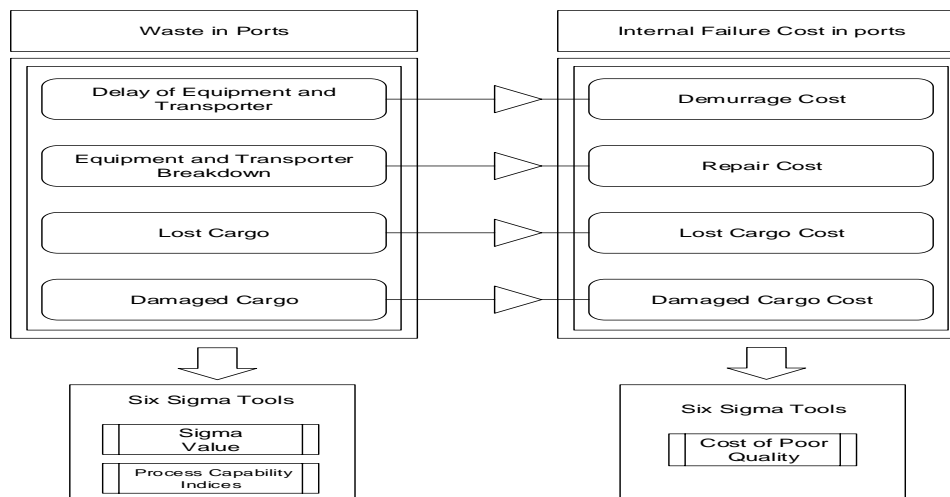 Waste in Ports
Delay of Equipment and
Transporter
Equipment and Transporter
Breakdown
Lost Cargo
Damaged Cargo
Six Sigma Tools
Sigma
Value
Process Capability
Indices
Internal Failure Cost in ports
Demurrage Cost
Repair Cost
Lost Cargo Cost
Damaged Cargo Cost
Six Sigma Tools
Cost of Poor
Quality